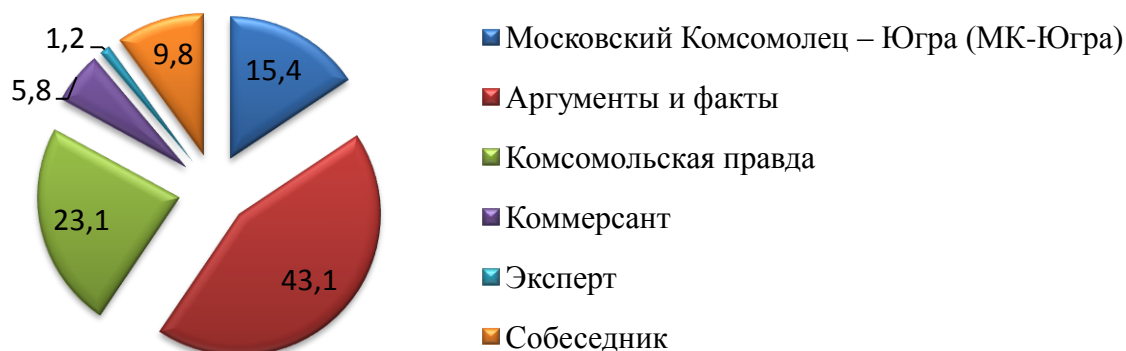 1,2
9,8
15,4
5,8
23,1
43,1
Московский Комсомолец – Югра (МК-Югра)
Аргументы и факты
Комсомольская правда
Коммерсант
Эксперт
Собеседник